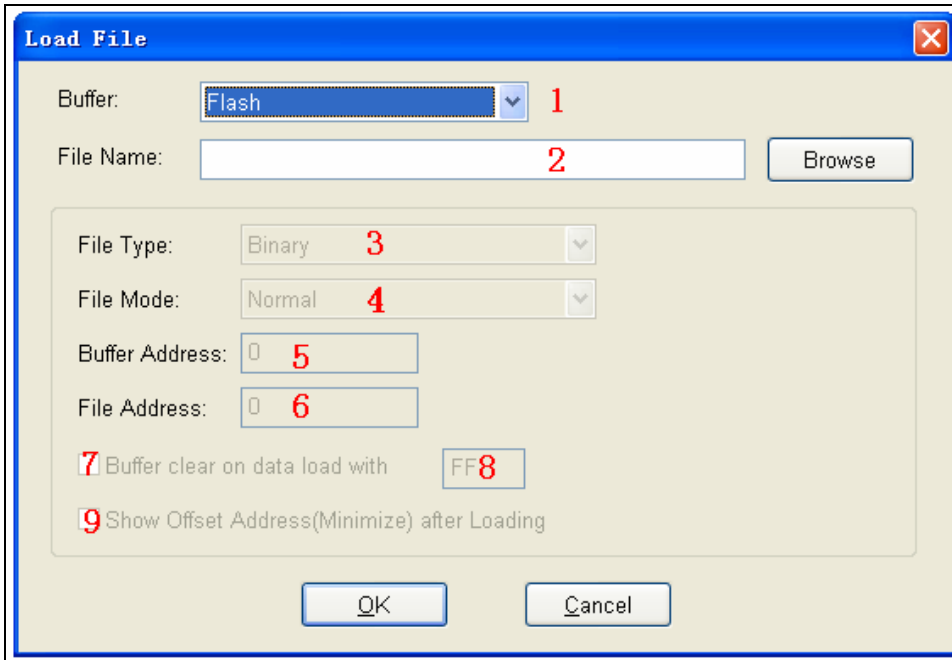 Load File
Buffer: Flash 1
File Name: 2 Browse
File Type: Binary 3
File Mode: Normal 4
Buffer Address: 0 5
File Address: 0 6
7 Buffer clear on data load with FF 8
9 Show Offset Address(Minimize) after Loading
OK Cancel